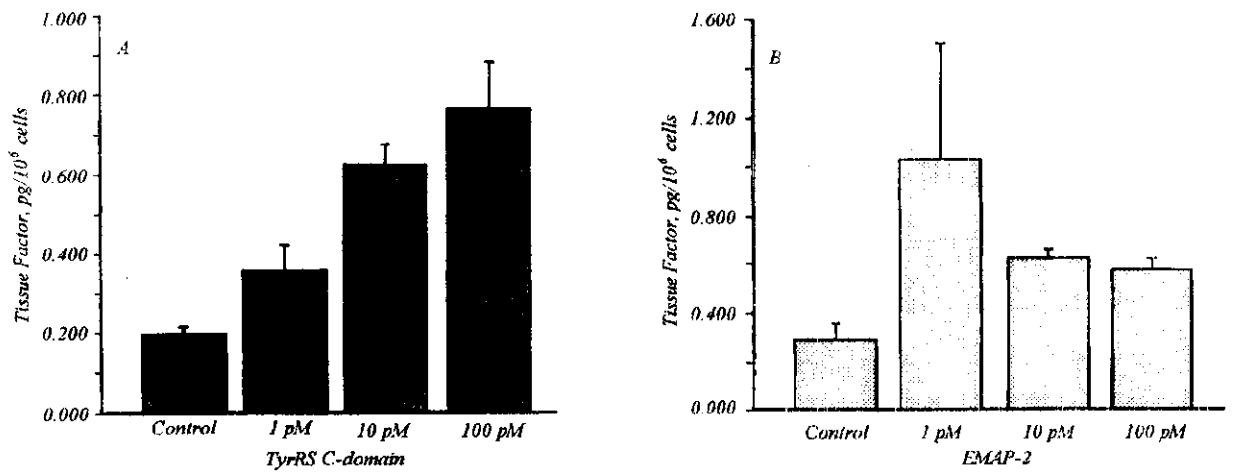 1.000
A
0.800
0.600
0.400
0.200
0.000
Tissue Factor, pg/10⁶ cells
Control 1 pM 10 pM 100 pM
TyrRS C-domain
1.600
B
1.200
0.800
0.400
0.000
Tissue Factor, pg/10⁶ cells
Control 1 pM 10 pM 100 pM
EMAP-2